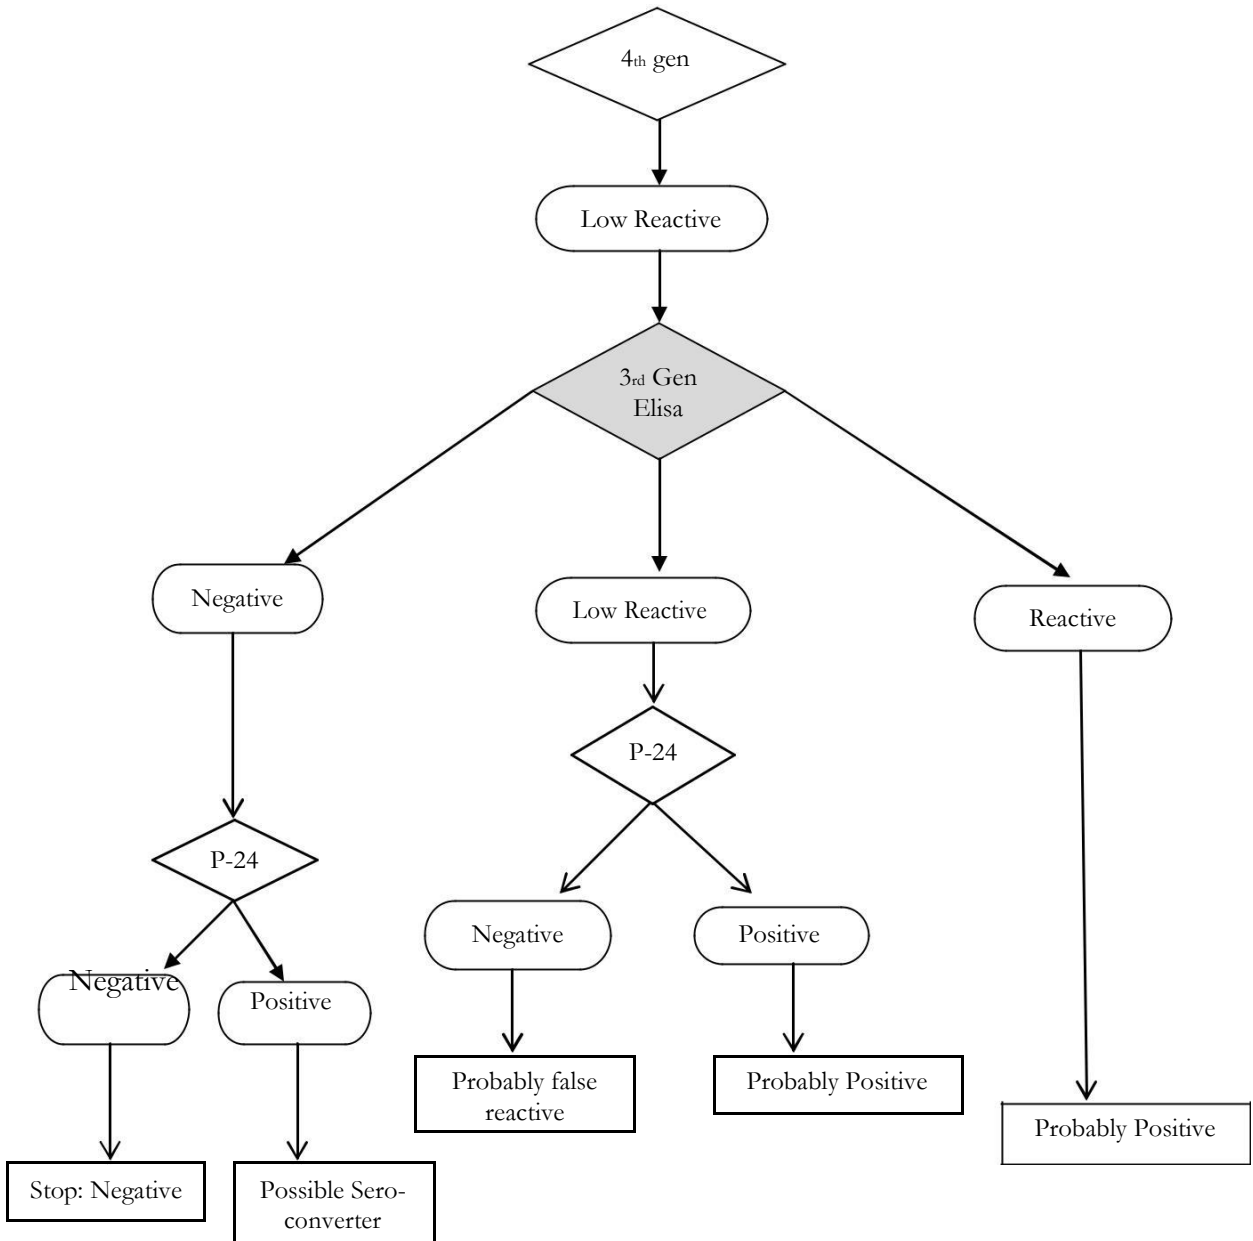 4th gen
Low Reactive
3rd Gen
Elisa
Negative
Low Reactive
Reactive
P-24
P-24
Negative
Positive
Negative
Positive
Probably false
reactive
Probably Positive
Probably Positive
Stop: Negative
Possible Sero-
converter